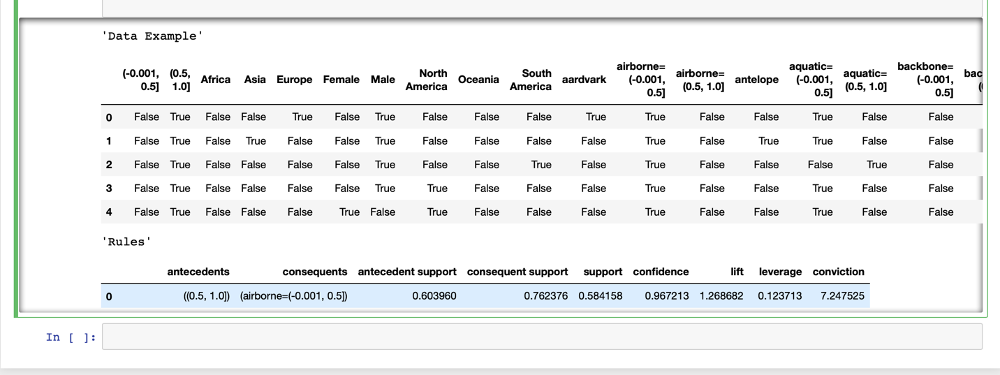 'Data Example'
(-0.001, 0.5] (0.5, 1.0] Africa Asia Europe Female Male North America Oceania South America aardvark airborne=(-0.001, 0.5] airborne=(0.5, 1.0] antelope aquatic=(-0.001, 0.5] aquatic=(0.5, 1.0] backbone=(-0.001, 0.5]
0 False True False False True False True False False False True True False False True False False
1 False True False True False False True False False False False True False True True False False
2 False True False False False False True False False True False True False False False True False
3 False True False False False False True True False False False True False False True False False
4 False True False False False True False True False False False True False False True False False
'Rules'
antecedents consequents antecedent support consequent support support confidence lift leverage conviction
0 ((0.5, 1.0]) (airborne=(-0.001, 0.5]) 0.603960 0.762376 0.584158 0.967213 1.268682 0.123713 7.247525
In [ ]: